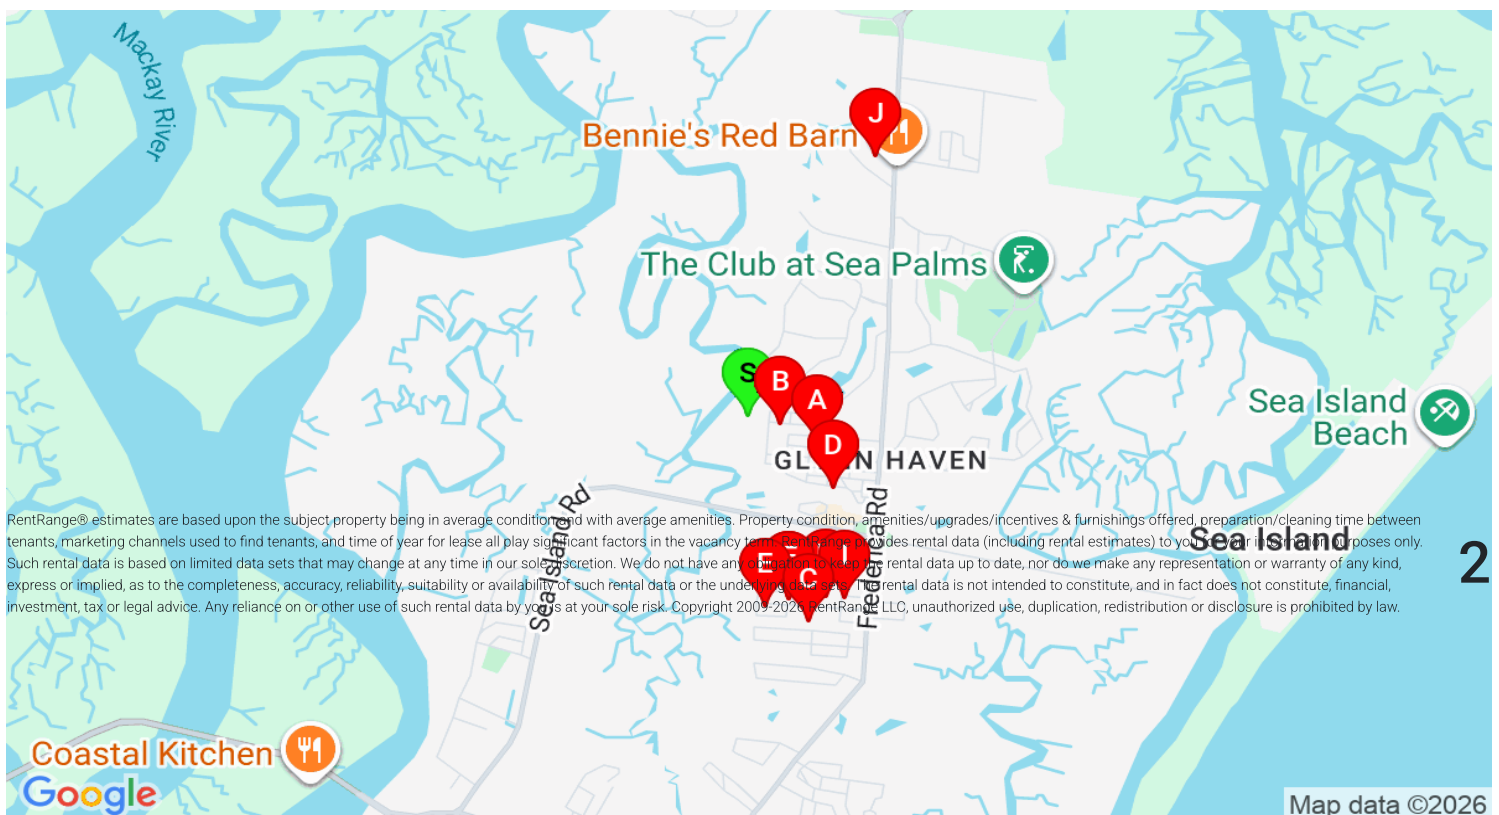 Mackay River
J
Bennie's Red Barn
The Club at Sea Palms
S
B
A
Sea Island
Beach
D
GL N HAVEN
Sea Island Rd
Frederica Rd
RentRange® estimates are based upon the subject property being in average condition and with average amenities. Property condition, amenities/upgrades/incentives & furnishings offered, preparation/cleaning time between
tenants, marketing channels used to find tenants, and time of year for lease all play significant factors in the vacancy term. RentRange provides rental data (including rental estimates) to you for your information purposes only.
Sea Island
Such rental data is based on limited data sets that may change at any time in our sole discretion. We do not have any obligation to keep the rental data up to date, nor do we make any representation or warranty of any kind,
2
E
I
C
express or implied, as to the completeness, accuracy, reliability, suitability or availability of such rental data or the underlying data sets. The rental data is not intended to constitute, and in fact does not constitute, financial,
investment, tax or legal advice. Any reliance on or other use of such rental data by you is at your sole risk. Copyright 2009-2026 RentRange LLC, unauthorized use, duplication, redistribution or disclosure is prohibited by law.
Coastal Kitchen
Google
Map data ©2026